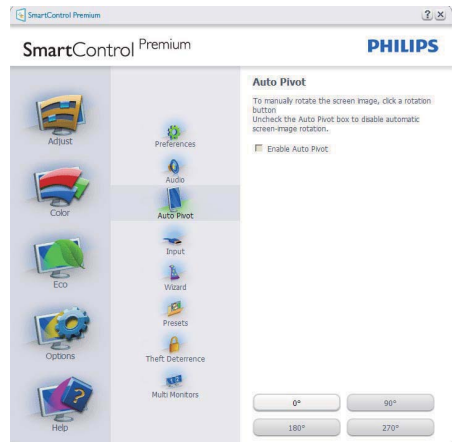 SmartControl Premium
SmartControl Premium
PHILIPS
Adjust
Color
Eco
Options
Help
Preferences
Audio
Auto Pivot
Input
Wizard
Presets
Theft Deterrence
Multi Monitors
Auto Pivot
To manually rotate the screen image, click a rotation
button
Uncheck the Auto Pivot box to disable automatic
screen-image rotation.
Enable Auto Pivot
0°
90°
180°
270°